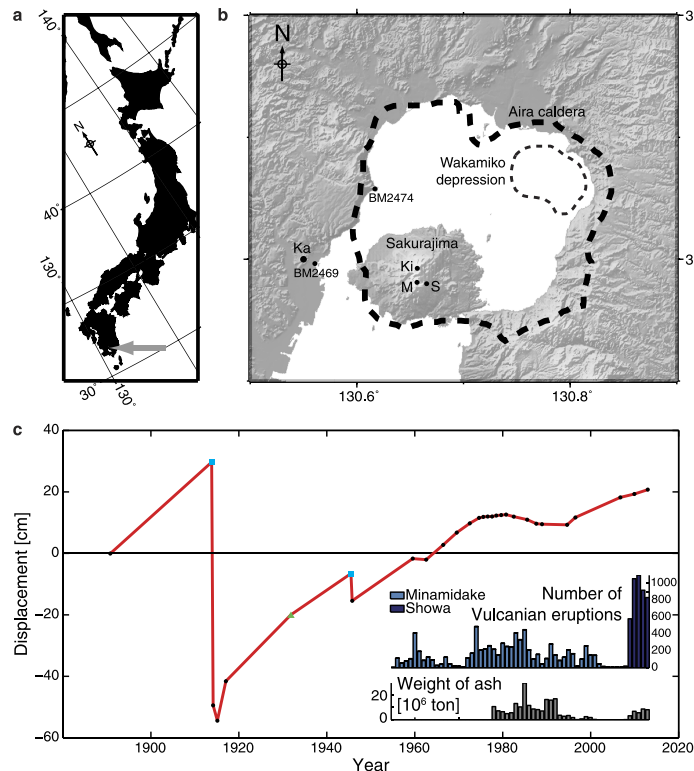 a
140°
N
40°
130°
30°
130°
b
N
Aira caldera
Wakamiko
depression
BM2474
Ka
BM2469
Sakurajima
Ki
M
S
3
3
130.6°
130.8°
c
Displacement [cm]
40
20
0
−20
−40
−60
1900
1920
1940
1960
1980
2000
2020
Year
Minamidake
Showa
Number of
Vulcanian eruptions
1000
800
600
400
200
0
Weight of ash
[10⁶ ton]
20
0